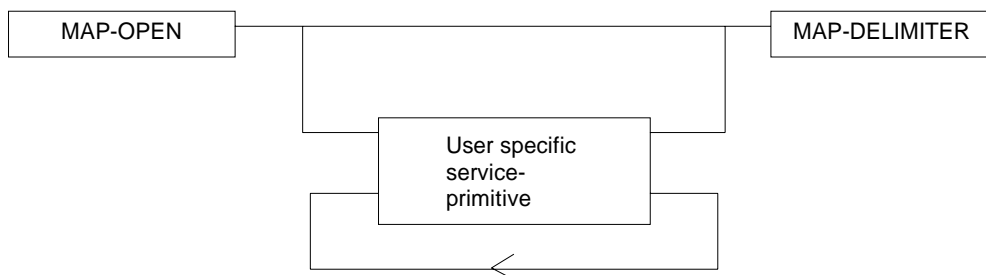 MAP-OPEN
MAP-DELIMITER
User specific
service-
primitive